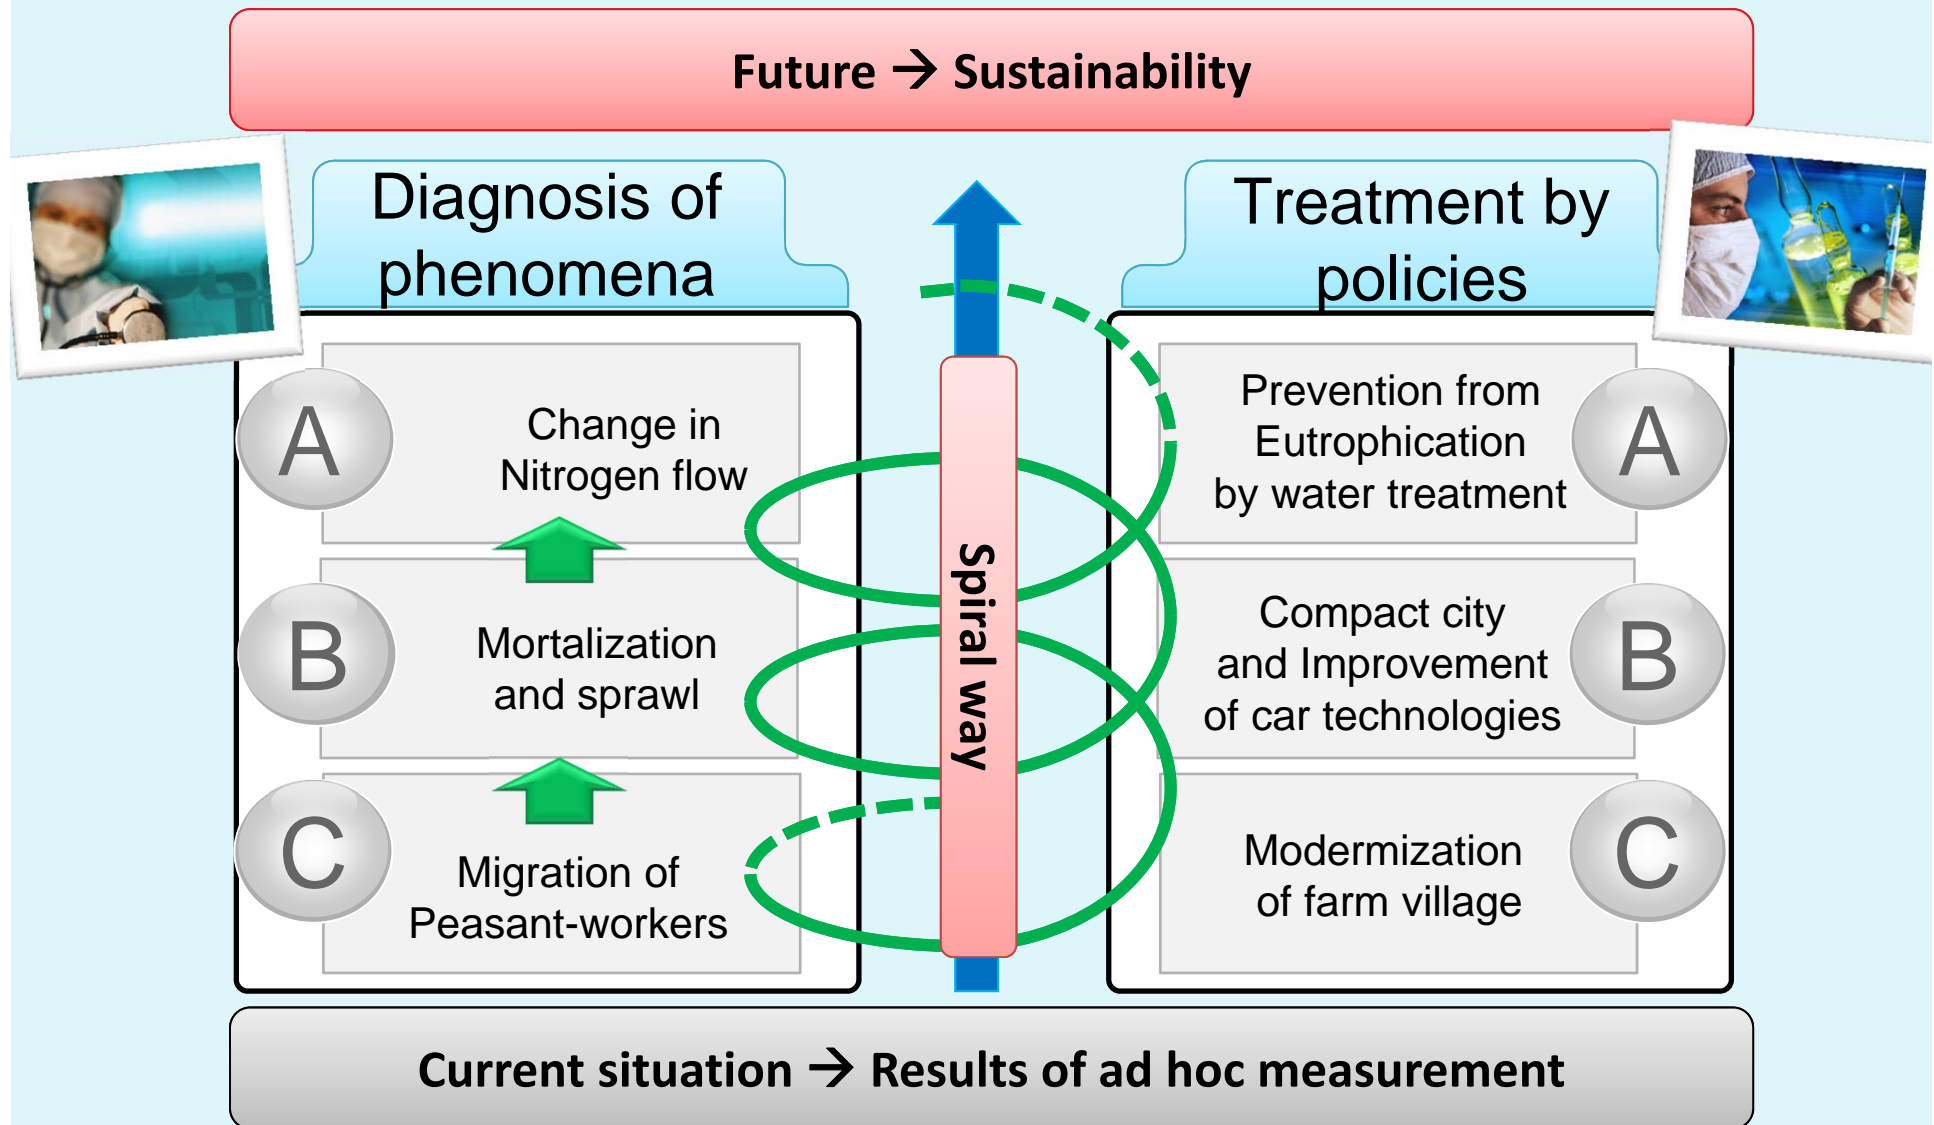 Future → Sustainability
Diagnosis of
phenomena
A
Change in
Nitrogen flow
B
Mortalization
and sprawl
C
Migration of
Peasant-workers
Spiral way
Treatment by
policies
Prevention from
Eutrophication
by water treatment
A
Compact city
and Improvement
of car technologies
B
Modermization
of farm village
C
Current situation → Results of ad hoc measurement